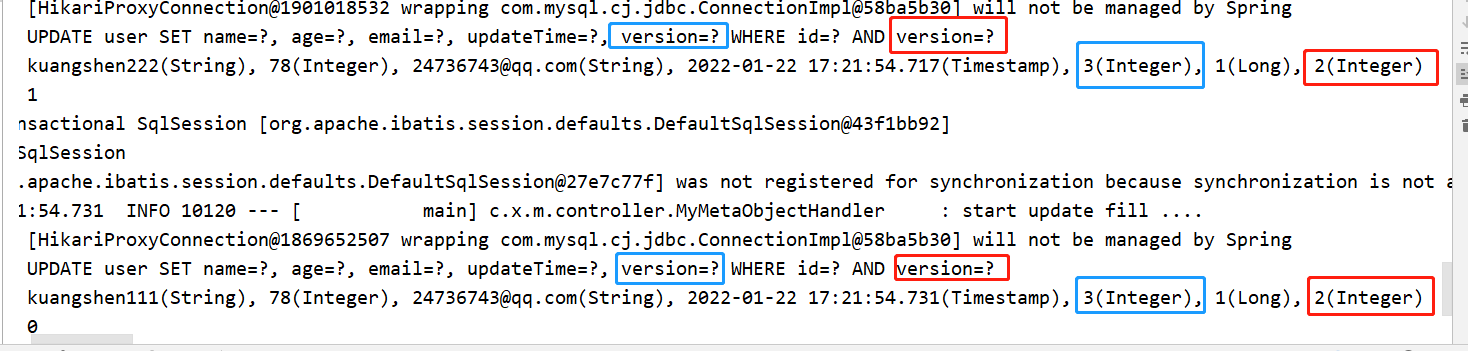 [HikariProxyConnection@1901018532 wrapping com.mysql.cj.jdbc.ConnectionImpl@58ba5b30] will not be managed by Spring
UPDATE user SET name=?, age=?, email=?, updateTime=?, version=? WHERE id=? AND version=?
kuangshen222(String), 78(Integer), 24736743@qq.com(String), 2022-01-22 17:21:54.717(Timestamp), 3(Integer), 1(Long), 2(Integer)
1
nsactional SqlSession [org.apache.ibatis.session.defaults.DefaultSqlSession@43f1bb92]
SqlSession
.apache.ibatis.session.defaults.DefaultSqlSession@27e7c77f] was not registered for synchronization because synchronization is not a
1:54.731  INFO 10120 --- [           main] c.x.m.controller.MyMetaObjectHandler     : start update fill ....
[HikariProxyConnection@1869652507 wrapping com.mysql.cj.jdbc.ConnectionImpl@58ba5b30] will not be managed by Spring
UPDATE user SET name=?, age=?, email=?, updateTime=?, version=? WHERE id=? AND version=?
kuangshen111(String), 78(Integer), 24736743@qq.com(String), 2022-01-22 17:21:54.731(Timestamp), 3(Integer), 1(Long), 2(Integer)
0